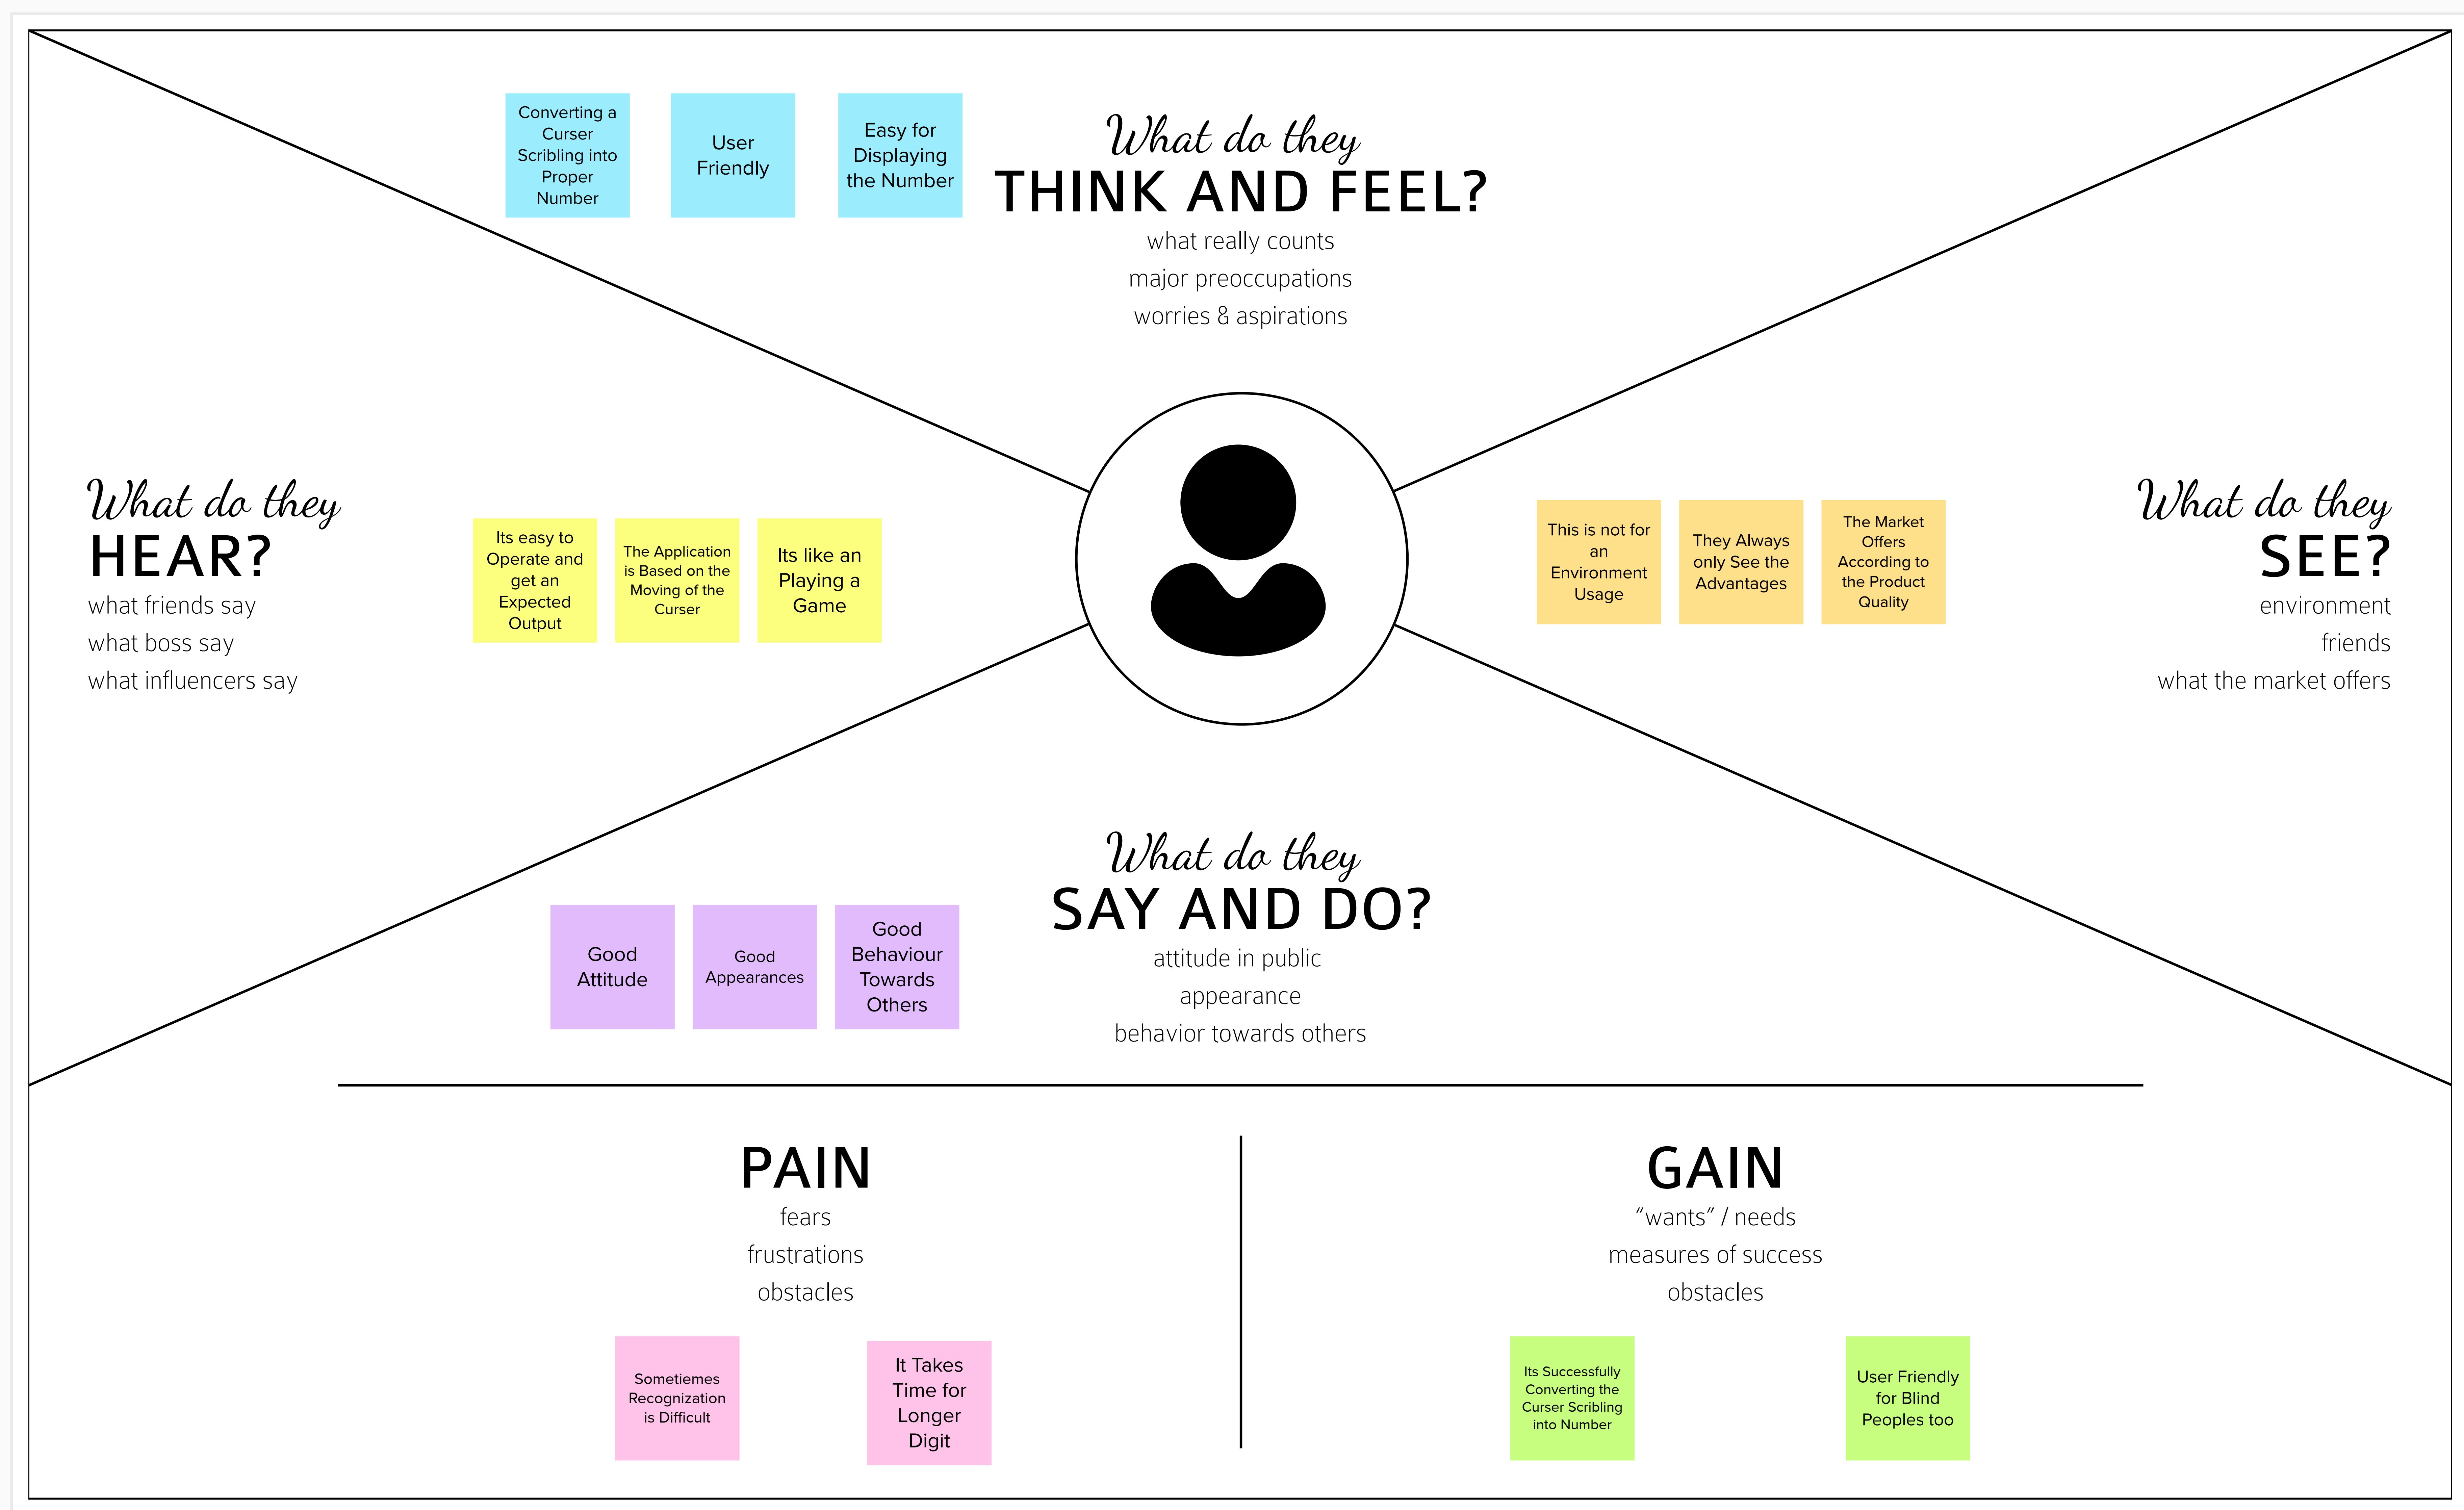 Converting a
Curser
Scribling into
Proper
Number
User
Friendly
Easy for
Displaying
the Number
What do they
THINK AND FEEL?
what really counts
major preoccupations
worries & aspirations
What do they
HEAR?
what friends say
what boss say
what influencers say
Its easy to
Operate and
get an
Expected
Output
The Application
is Based on the
Moving of the
Curser
Its like an
Playing a
Game
This is not for
an
Environment
Usage
They Always
only See the
Advantages
The Market
Offers
According to
the Product
Quality
What do they
SEE?
environment
friends
what the market offers
What do they
SAY AND DO?
attitude in public
appearance
behavior towards others
Good
Attitude
Good
Appearances
Good
Behaviour
Towards
Others
PAIN
fears
frustrations
obstacles
Sometiemes
Recognization
is Difficult
It Takes
Time for
Longer
Digit
GAIN
“wants” / needs
measures of success
obstacles
Its Successfully
Converting the
Curser Scribling
into Number
User Friendly
for Blind
Peoples too